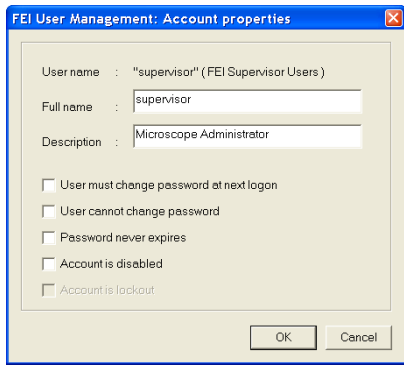 FEI User Management: Account properties
User name : "supervisor" ( FEI Supervisor Users )
Full name : supervisor
Description : Microscope Administrator
User must change password at next logon
User cannot change password
Password never expires
Account is disabled
Account is lockout
OK Cancel